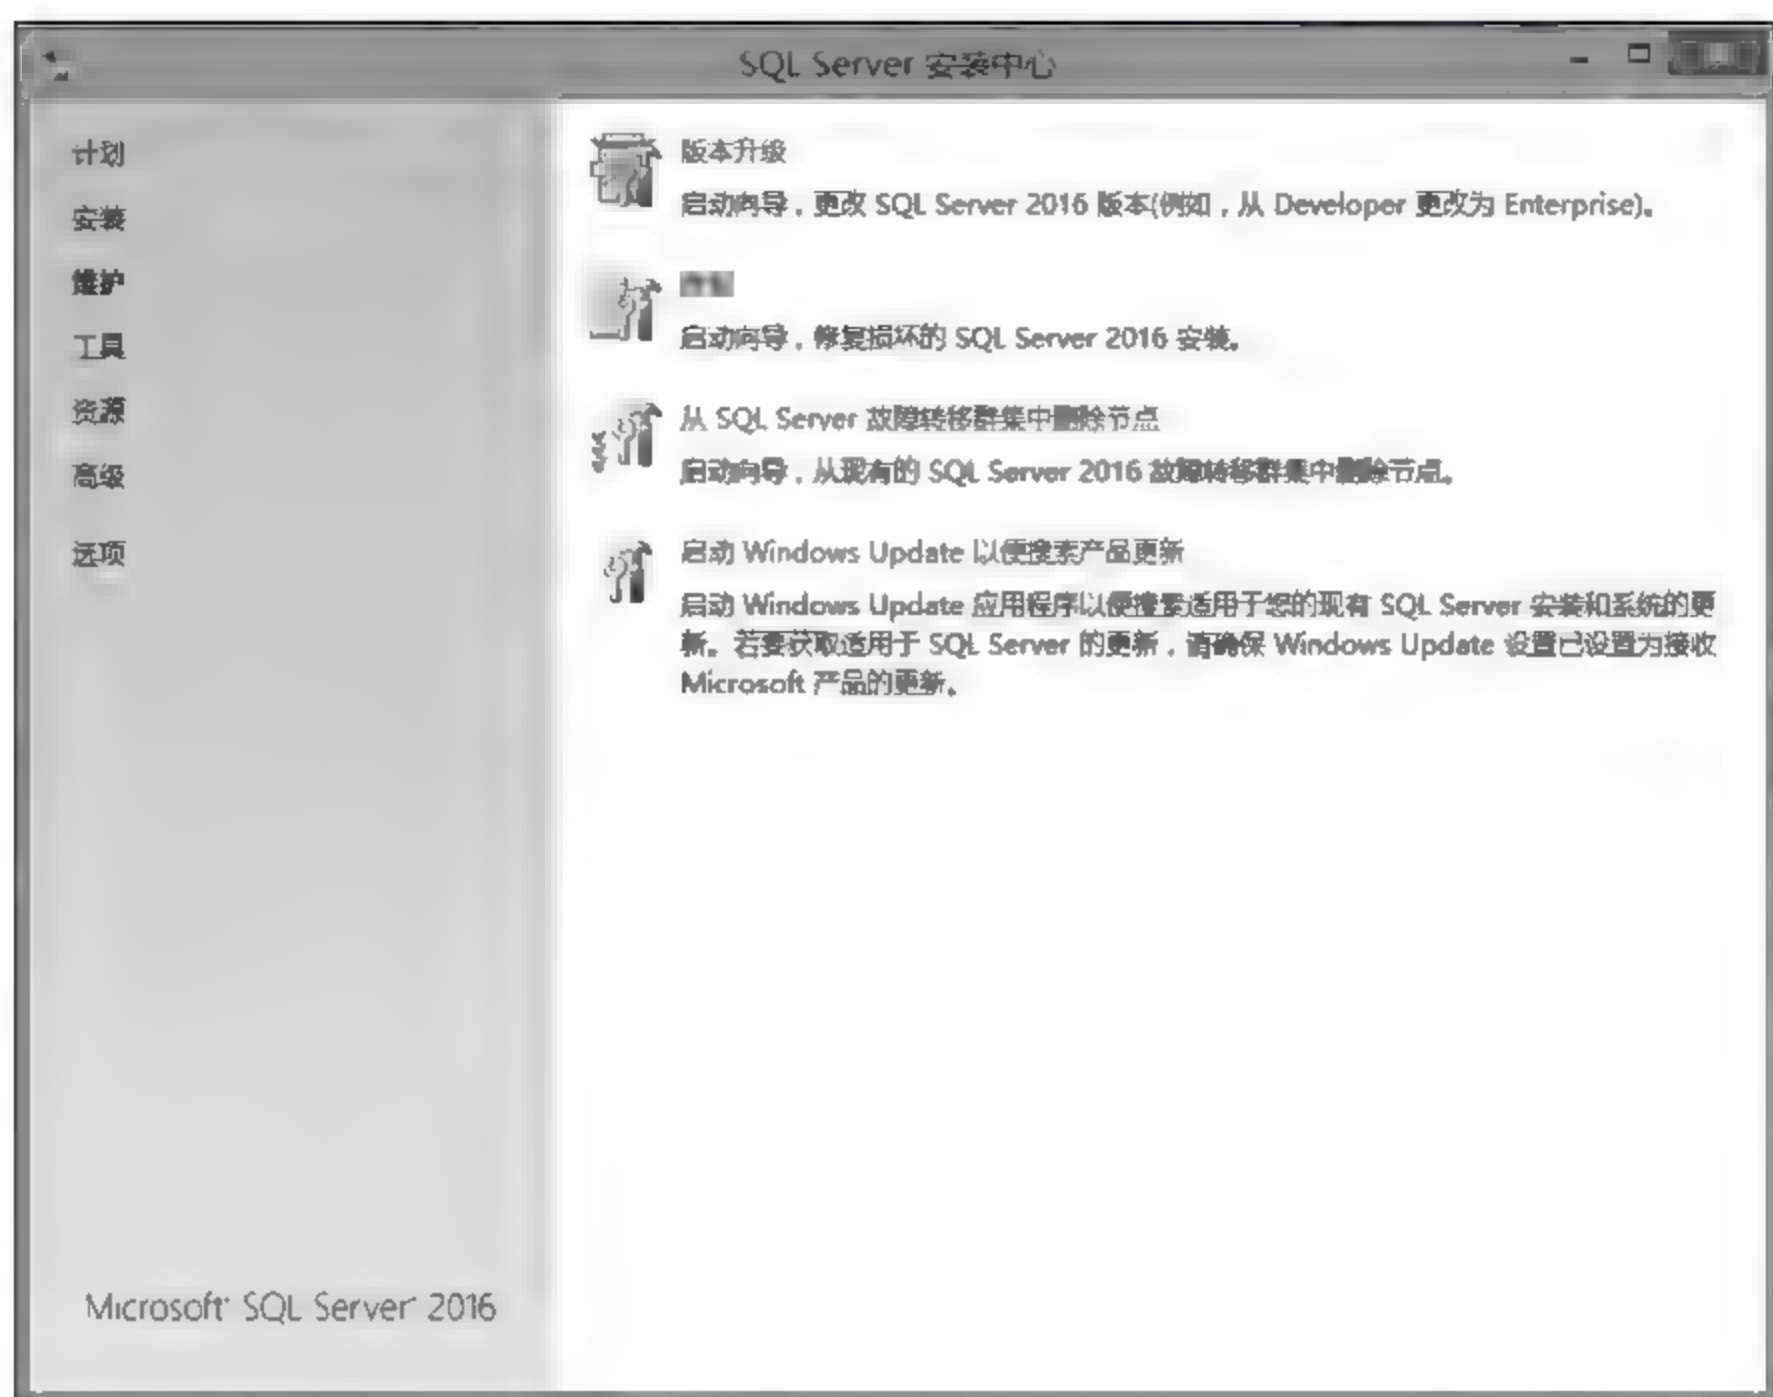 SQL Server 安装中心
计划
安装
维护
工具
资源
高级
选项
版本升级
启动向导，更改 SQL Server 2016 版本(例如，从 Developer 更改为 Enterprise)。
启动向导，修复损坏的 SQL Server 2016 安装。
从 SQL Server 故障转移群集中删除节点
启动向导，从现有的 SQL Server 2016 故障转移群集中删除节点。
启动 Windows Update 以便搜索产品更新
启动 Windows Update 应用程序以便搜索适用于您的现有 SQL Server 安装和系统的更
新。若要获取适用于 SQL Server 的更新，请确保 Windows Update 设置已设置为接收
Microsoft 产品的更新。
Microsoft SQL Server 2016